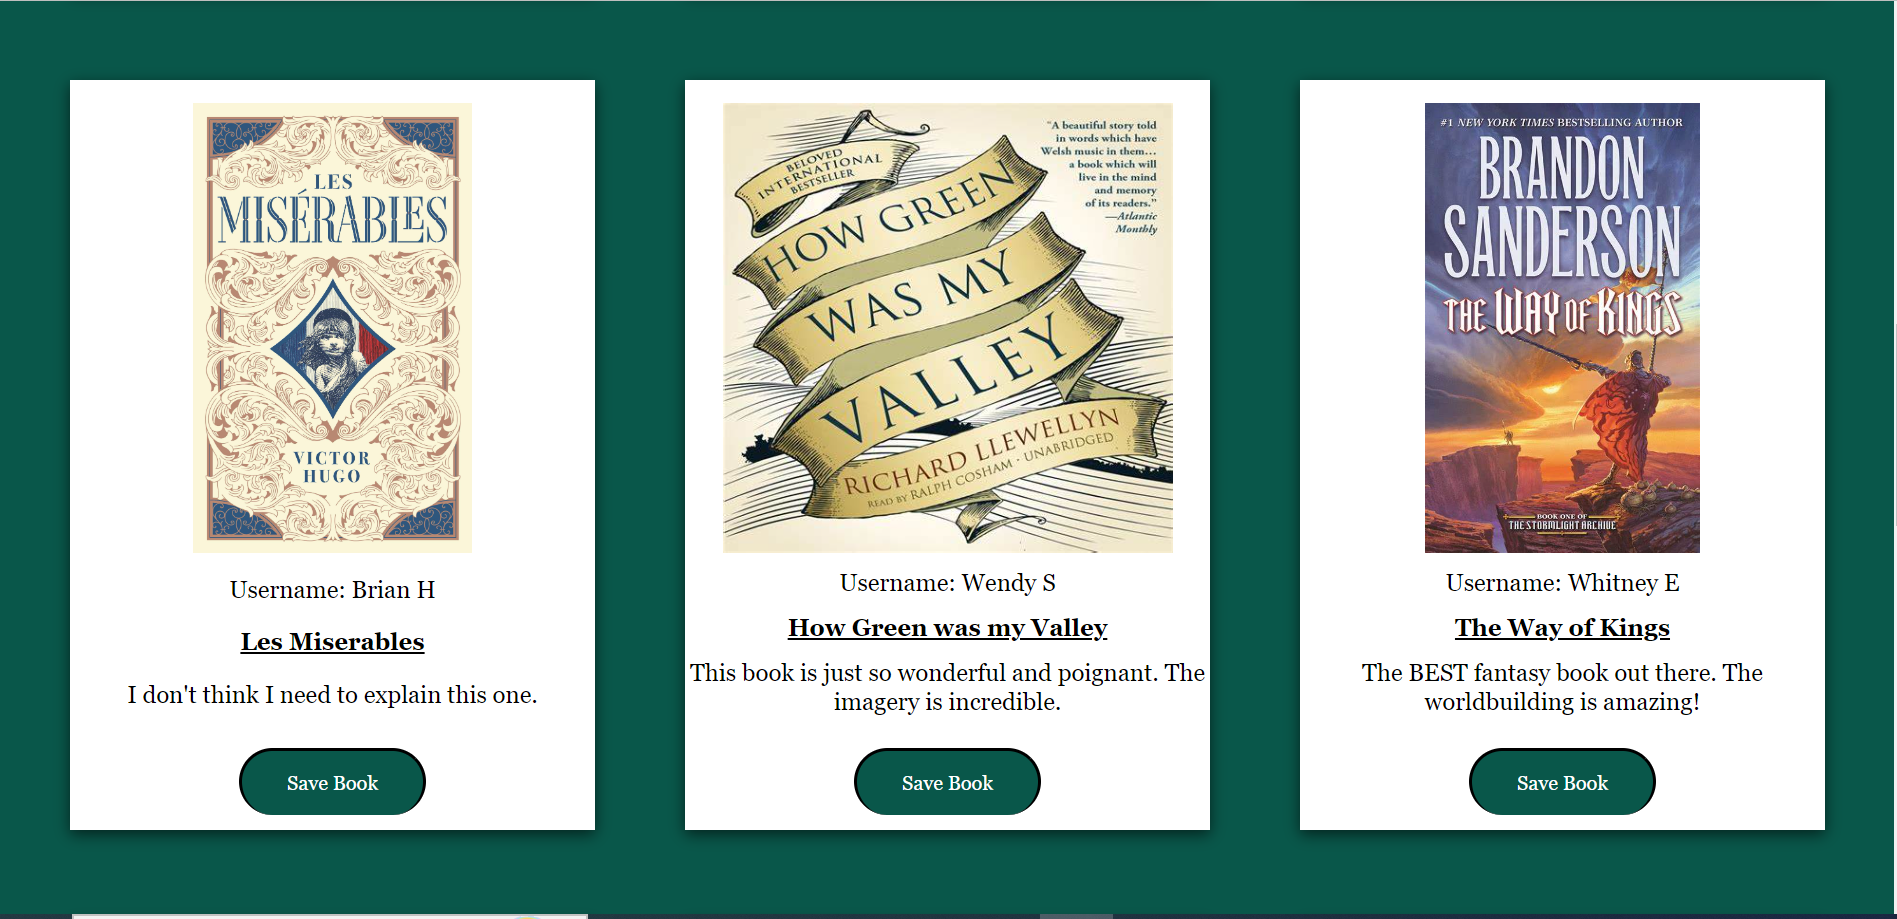 LES
MISÉRABLES
VICTOR
HUGO
Username: Brian H
Les Miserables
I don't think I need to explain this one.
Save Book
BELOVED
INTERNATIONAL
BESTSELLER
"A beautiful story told
in words which have
Welsh music in them...
a book which will
live in the mind
and memory
of its readers."
—Atlantic
Monthly
HOW GREEN
WAS MY
VALLEY
RICHARD LLEWELLYN
READ BY RALPH COSHAM · UNABRIDGED
Username: Wendy S
How Green was my Valley
This book is just so wonderful and poignant. The
imagery is incredible.
Save Book
#1 NEW YORK TIMES BESTSELLING AUTHOR
BRANDON
SANDERSON
THE WAY OF KINGS
BOOK ONE OF
THE STORMLIGHT ARCHIVE
Username: Whitney E
The Way of Kings
The BEST fantasy book out there. The
worldbuilding is amazing!
Save Book